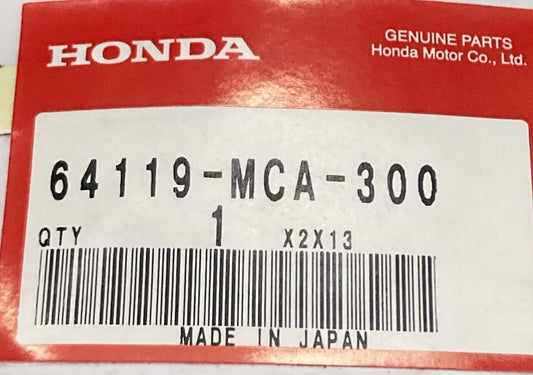 HONDA
GENUINE PARTS
Honda Motor Co., Ltd.
64119-MCA-300
QTY 1 X2X13
MADE IN JAPAN